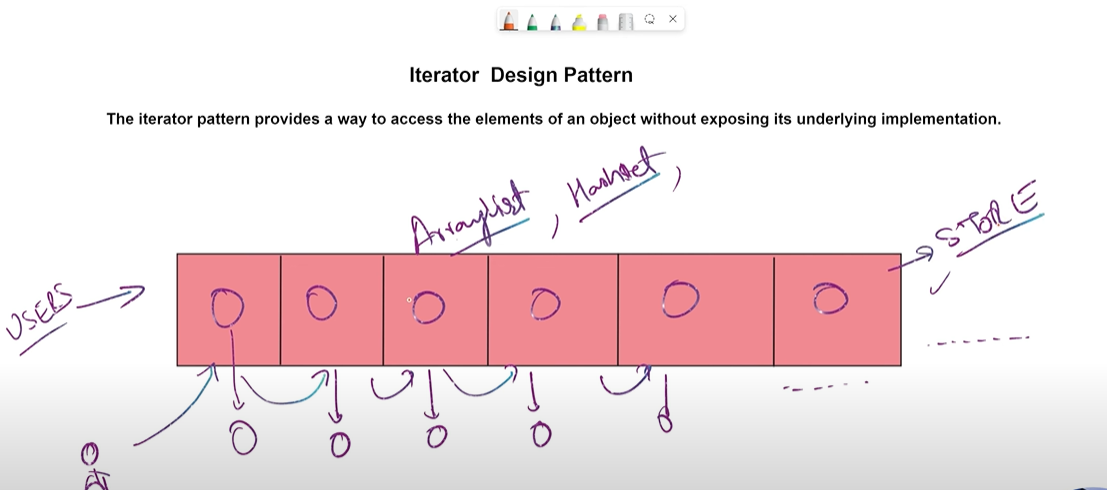 Iterator Design Pattern
The iterator pattern provides a way to access the elements of an object without exposing its underlying implementation.
ArrayList , Hashset ,
STORE
USERS